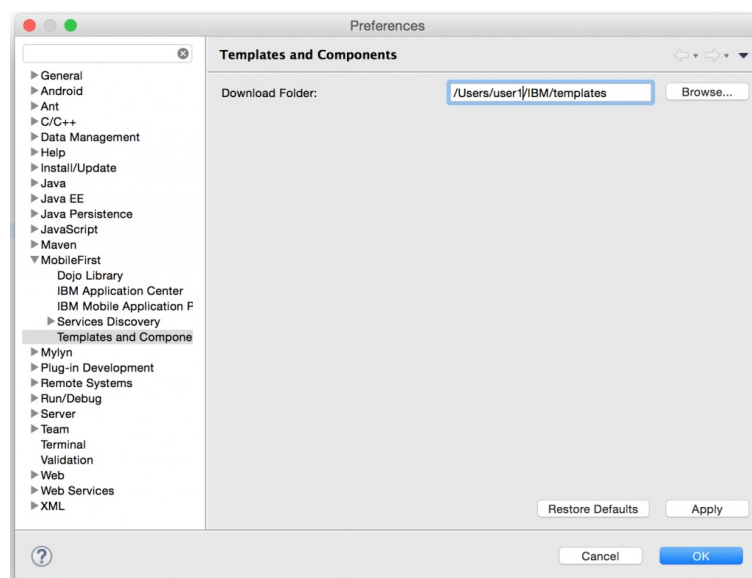 Preferences
Templates and Components
General
Android
Ant
C/C++
Data Management
Help
Install/Update
Java
Java EE
Java Persistence
JavaScript
Maven
MobileFirst
Dojo Library
IBM Application Center
IBM Mobile Application P
Services Discovery
Templates and Compone
Mylyn
Plug-in Development
Remote Systems
Run/Debug
Server
Team
Terminal
Validation
Web
Web Services
XML
Download Folder: /Users/user1/IBM/templates Browse...
Restore Defaults Apply
? Cancel OK